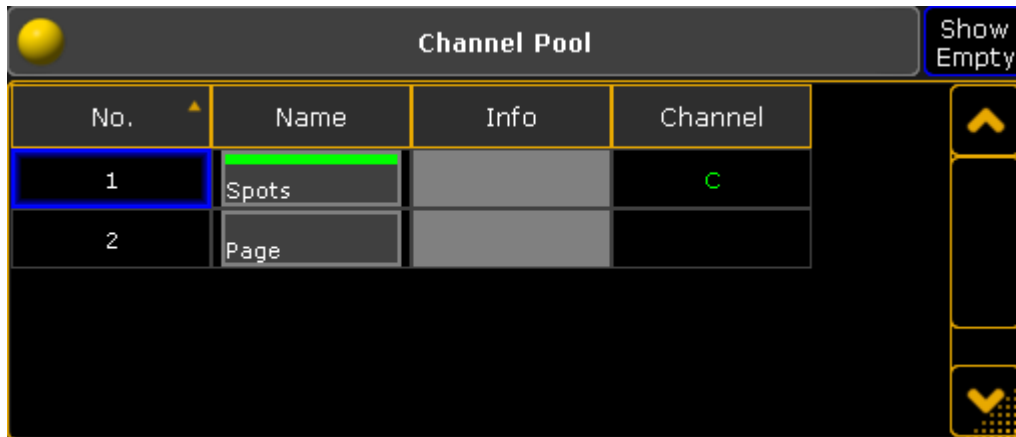 Channel Pool
Show
Empty
No. Name Info Channel
1 Spots C
2 Page